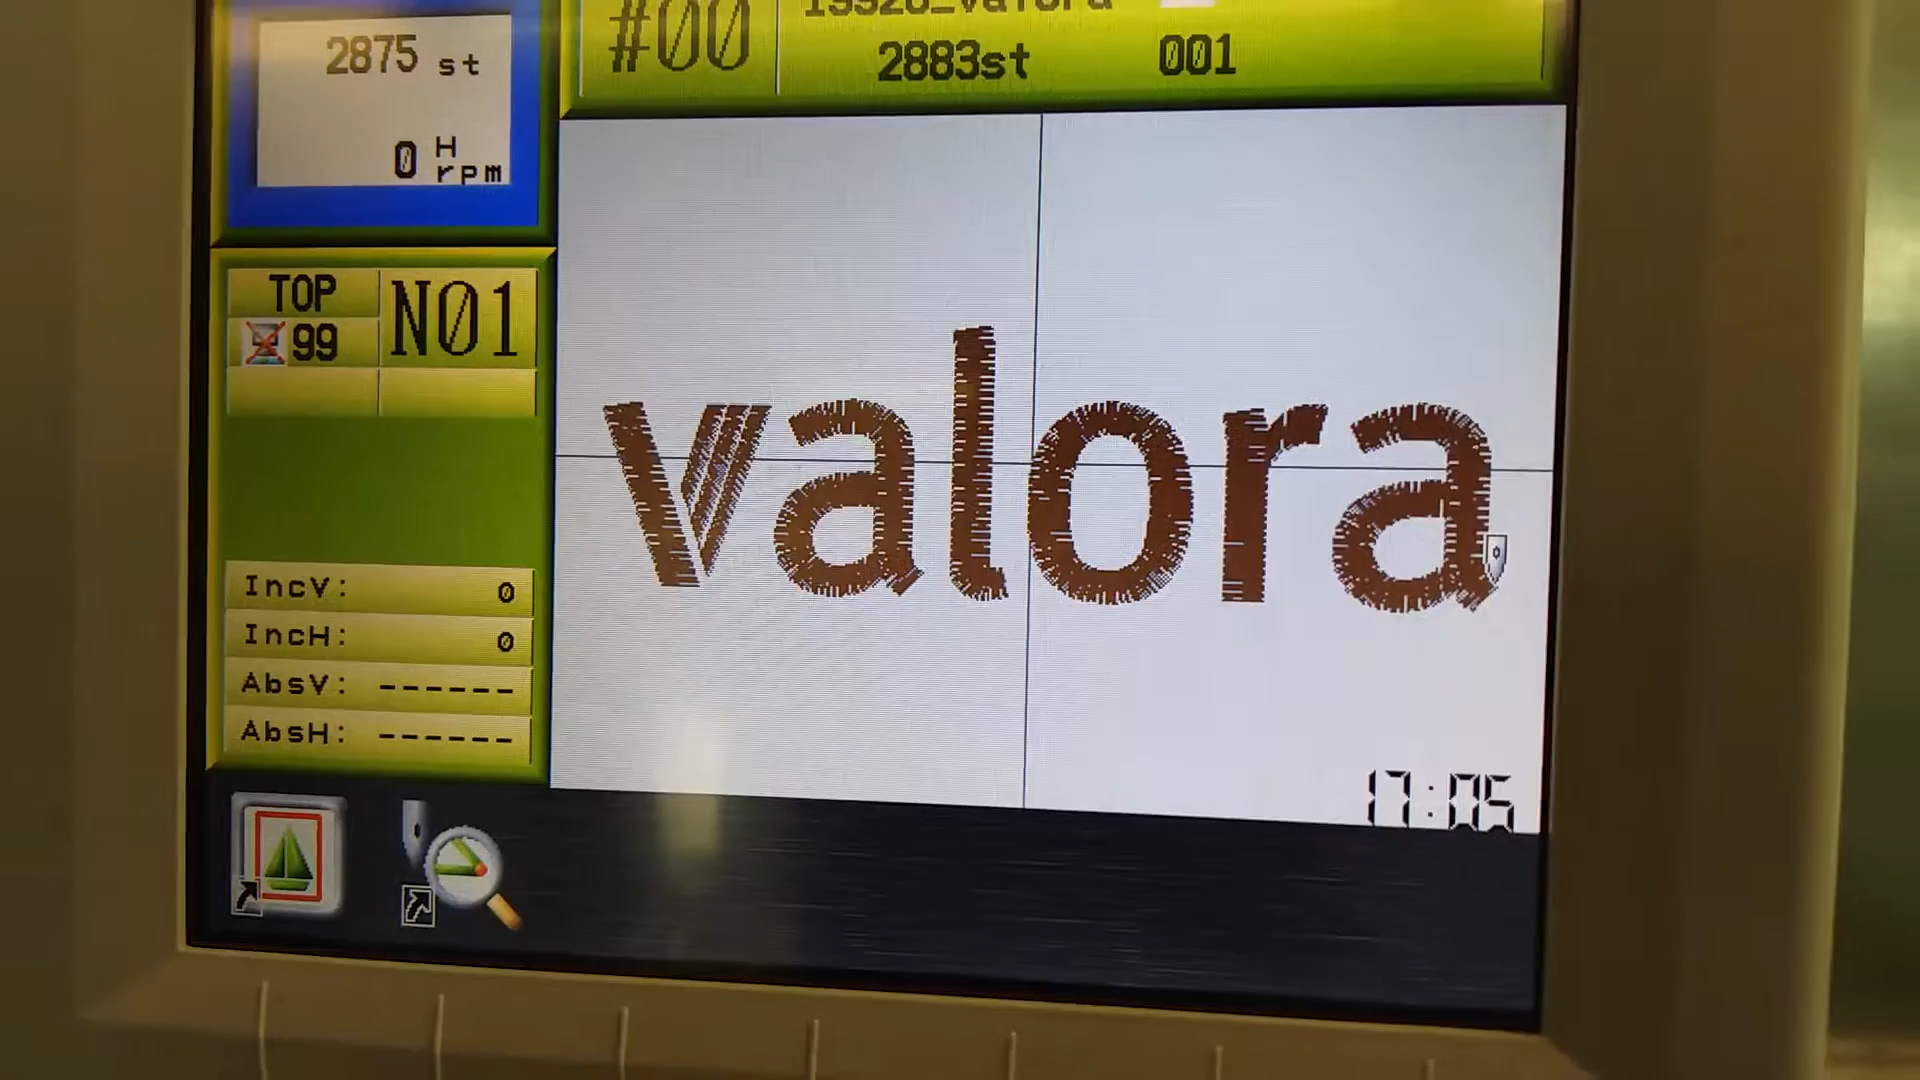 2875 st
0 H rpm
#00
2883st 001
TOP
99
N01
valora
IncV: 0
IncH: 0
AbsV: ------
AbsH: ------
17:05